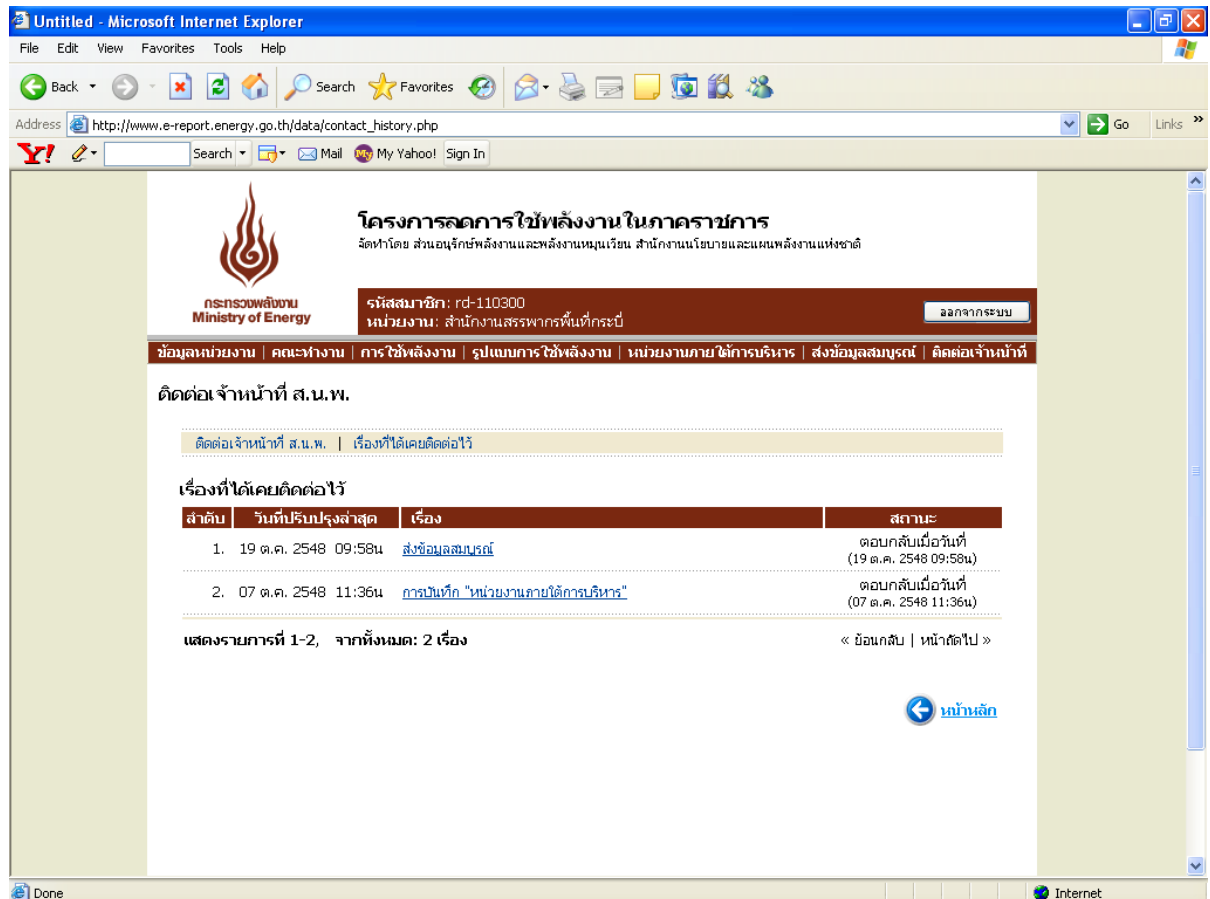 Untitled - Microsoft Internet Explorer
File Edit View Favorites Tools Help
Back Search Favorites
Address http://www.e-report.energy.go.th/data/contact_history.php Go Links »
Y! Search Mail My Yahoo! Sign In
โครงการลดการใช้พลังงานในภาคราชการ
จัดทำโดย ส่วนอนุรักษ์พลังงานและพลังงานหมุนเวียน สำนักงานนโยบายและแผนพลังงานแห่งชาติ
กระทรวงพลังงาน
Ministry of Energy
รหัสสมาชิก: rd-110300
หน่วยงาน: สำนักงานสรรพากรพื้นที่กระบี่
ออกจากระบบ
ข้อมูลหน่วยงาน | คณะทำงาน | การใช้พลังงาน | รูปแบบการใช้พลังงาน | หน่วยงานภายใต้การบริหาร | ส่งข้อมูลสมบูรณ์ | ติดต่อเจ้าหน้าที่
ติดต่อเจ้าหน้าที่ ส.น.พ.
ติดต่อเจ้าหน้าที่ ส.น.พ. | เรื่องที่ได้เคยติดต่อไว้
เรื่องที่ได้เคยติดต่อไว้
ลำดับ วันที่ปรับปรุงล่าสุด เรื่อง สถานะ
1. 19 ต.ค. 2548 09:58น ส่งข้อมูลสมบูรณ์ ตอบกลับเมื่อวันที่
(19 ต.ค. 2548 09:58น)
2. 07 ต.ค. 2548 11:36น การบันทึก "หน่วยงานภายใต้การบริหาร" ตอบกลับเมื่อวันที่
(07 ต.ค. 2548 11:36น)
แสดงรายการที่ 1-2, จากทั้งหมด: 2 เรื่อง « ย้อนกลับ | หน้าถัดไป »
หน้าหลัก
Done Internet